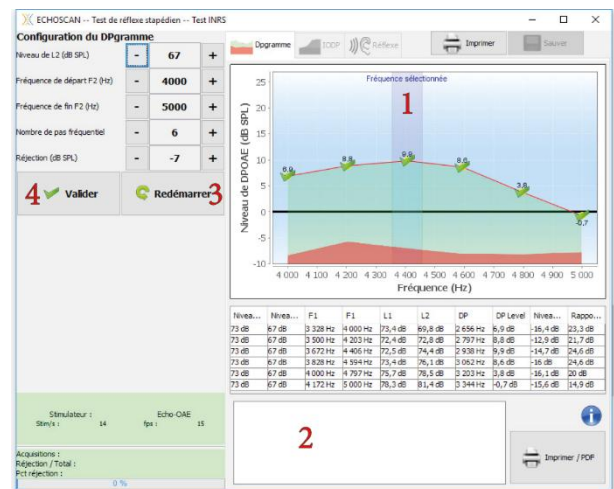 ECHOSCAN -- Test de réflexe stapédien -- Test INRS
Configuration du DPgramme
Niveau de L2 (dB SPL) - 67 +
Fréquence de départ F2 (Hz) - 4000 +
Fréquence de fin F2 (Hz) - 5000 +
Nombre de pas fréquentiel - 6 +
Réjection (dB SPL) - -7 +
4 Valider Redémarrer 3
Dpgramme IODP Réflexe Imprimer Sauver
Fréquence sélectionnée
1
Niveau de DPOAE (dB SPL)
25
20
15
10
5
0
-5
-10
6,9 8,8 9,9 8,6 3,8 -0,7
4 000 4 100 4 200 4 300 4 400 4 500 4 600 4 700 4 800 4 900 5 000
Fréquence (Hz)
Nivea... Nivea... F1 F1 L1 L2 DP DP Level Nivea... Rappo...
73 dB 67 dB 3 328 Hz 4 000 Hz 73,4 dB 69,8 dB 2 656 Hz 6,9 dB -16,4 dB 23,3 dB
73 dB 67 dB 3 500 Hz 4 203 Hz 72,4 dB 72,8 dB 2 797 Hz 8,8 dB -12,9 dB 21,7 dB
73 dB 67 dB 3 672 Hz 4 406 Hz 72,5 dB 74,4 dB 2 938 Hz 9,9 dB -14,7 dB 24,6 dB
73 dB 67 dB 3 828 Hz 4 594 Hz 73,4 dB 76,1 dB 3 062 Hz 8,6 dB -16 dB 24,6 dB
73 dB 67 dB 4 000 Hz 4 797 Hz 75,7 dB 78,5 dB 3 203 Hz 3,8 dB -16,1 dB 20 dB
73 dB 67 dB 4 172 Hz 5 000 Hz 78,3 dB 81,4 dB 3 344 Hz -0,7 dB -15,6 dB 14,9 dB
Stimulateur : Echo-OAE
Stim/s : 14 fps : 15
Acquisitions :
Réjection / Total :
Pct réjection :
0 %
2
Imprimer / PDF